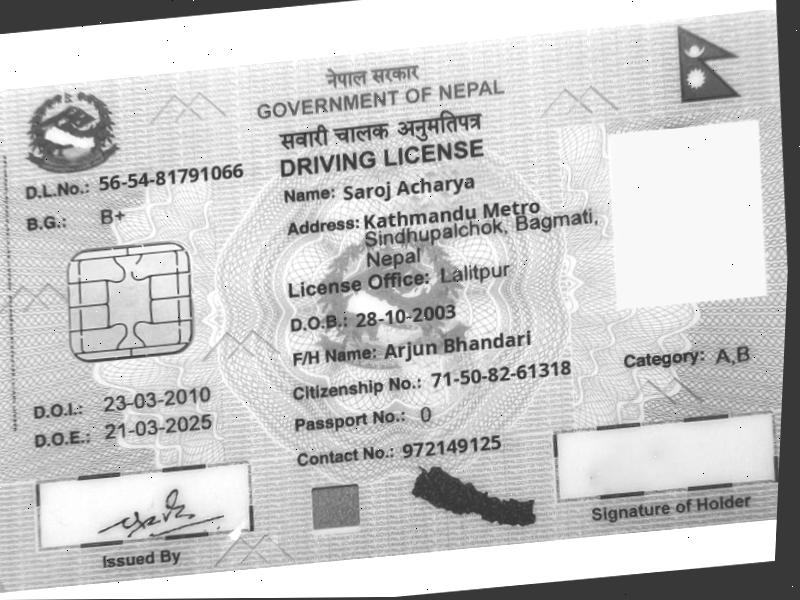 नेपाल सरकार
GOVERNMENT OF NEPAL
सवारी चालक अनुमतिपत्र
DRIVING LICENSE
D.L.No.: 56-54-81791066
B.G.: B+
Name: Saroj Acharya
Address: Kathmandu Metro
Sindhupalchok, Bagmati,
Nepal
License Office: Lalitpur
D.O.B.: 28-10-2003
F/H Name: Arjun Bhandari
Citizenship No.: 71-50-82-61318
Passport No.: 0
Contact No.: 972149125
Category: A,B
D.O.I.: 23-03-2010
D.O.E.: 21-03-2025
Issued By
Signature of Holder